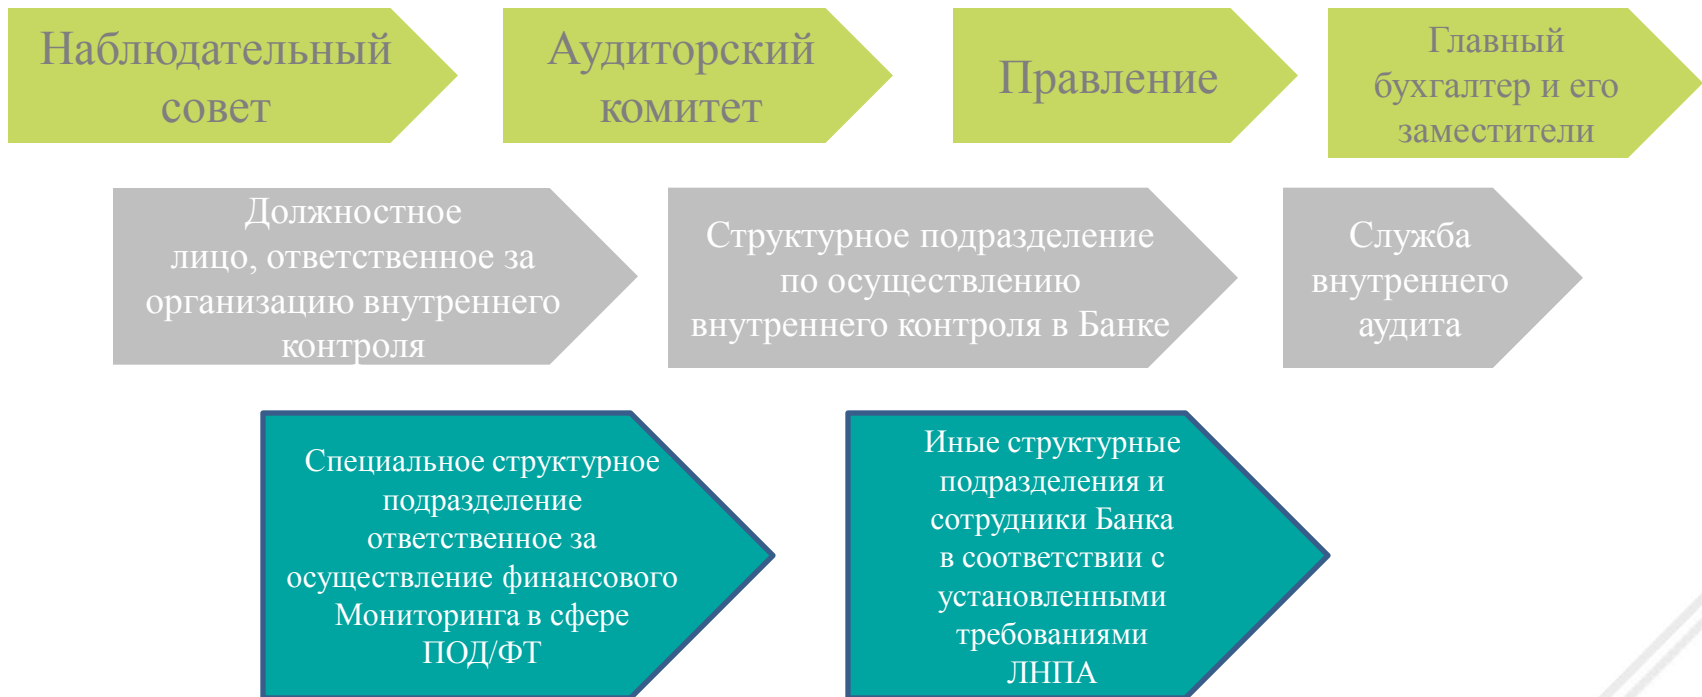 Наблюдательный
совет
Аудиторский
комитет
Правление
Главный
бухгалтер и его
заместители
Должностное
лицо, ответственное за
организацию внутреннего
контроля
Структурное подразделение
по осуществлению
внутреннего контроля в Банке
Служба
внутреннего
аудита
Специальное структурное
подразделение
ответственное за
осуществление финансового
Мониторинга в сфере
ПОД/ФТ
Иные структурные
подразделения и
сотрудники Банка
в соответствии с
установленными
требованиями
ЛНПА